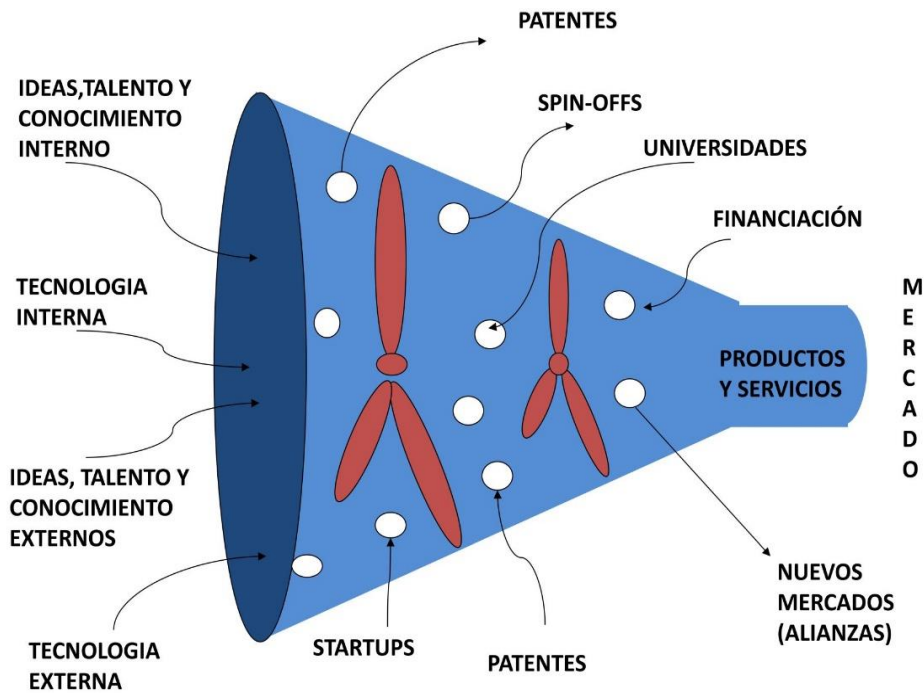 PATENTES
IDEAS,TALENTO Y
CONOCIMIENTO
INTERNO
SPIN-OFFS
UNIVERSIDADES
FINANCIACIÓN
TECNOLOGIA
INTERNA
MERCADO
PRODUCTOS
Y SERVICIOS
IDEAS, TALENTO Y
CONOCIMIENTO
EXTERNOS
NUEVOS
MERCADOS
(ALIANZAS)
TECNOLOGIA
EXTERNA
STARTUPS
PATENTES